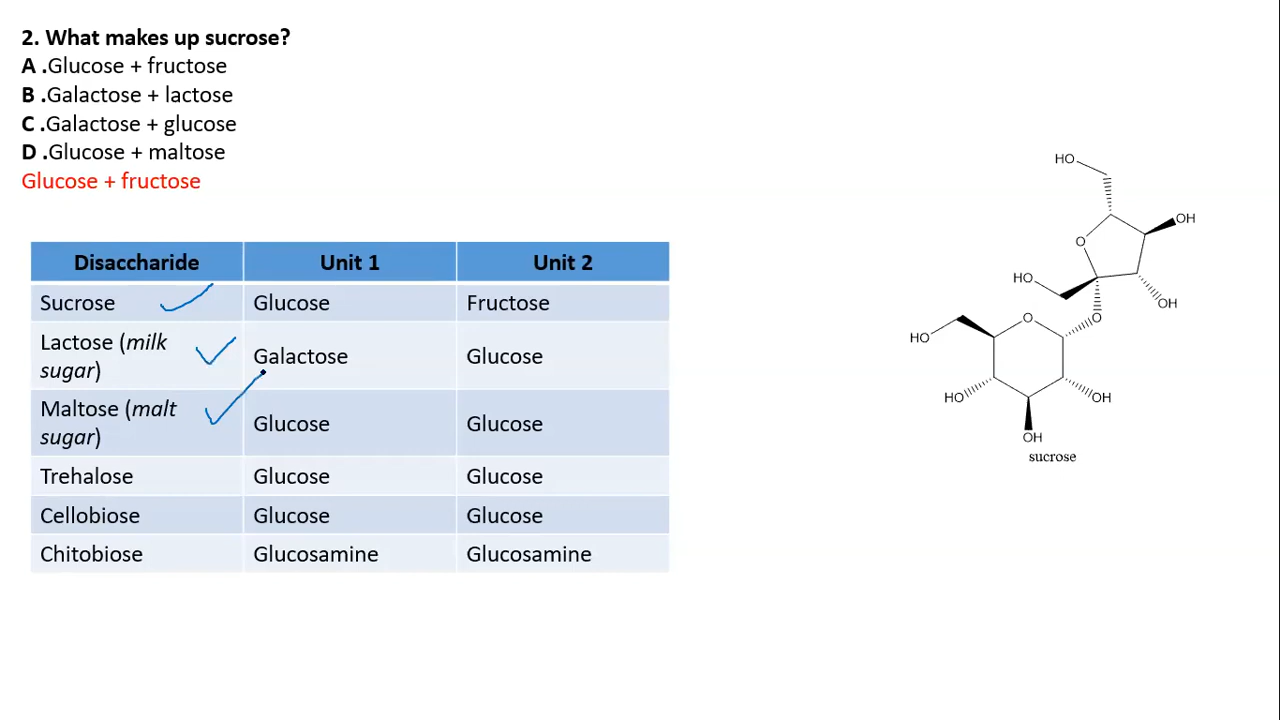 2. What makes up sucrose?
A .Glucose + fructose
B .Galactose + lactose
C .Galactose + glucose
D .Glucose + maltose
Glucose + fructose
Disaccharide Unit 1 Unit 2
Sucrose Glucose Fructose
Lactose (milk
sugar) Galactose Glucose
Maltose (malt
sugar) Glucose Glucose
Trehalose Glucose Glucose
Cellobiose Glucose Glucose
Chitobiose Glucosamine Glucosamine
HO
OH
O
HO
OH
O
O
HO
HO
OH
OH
sucrose